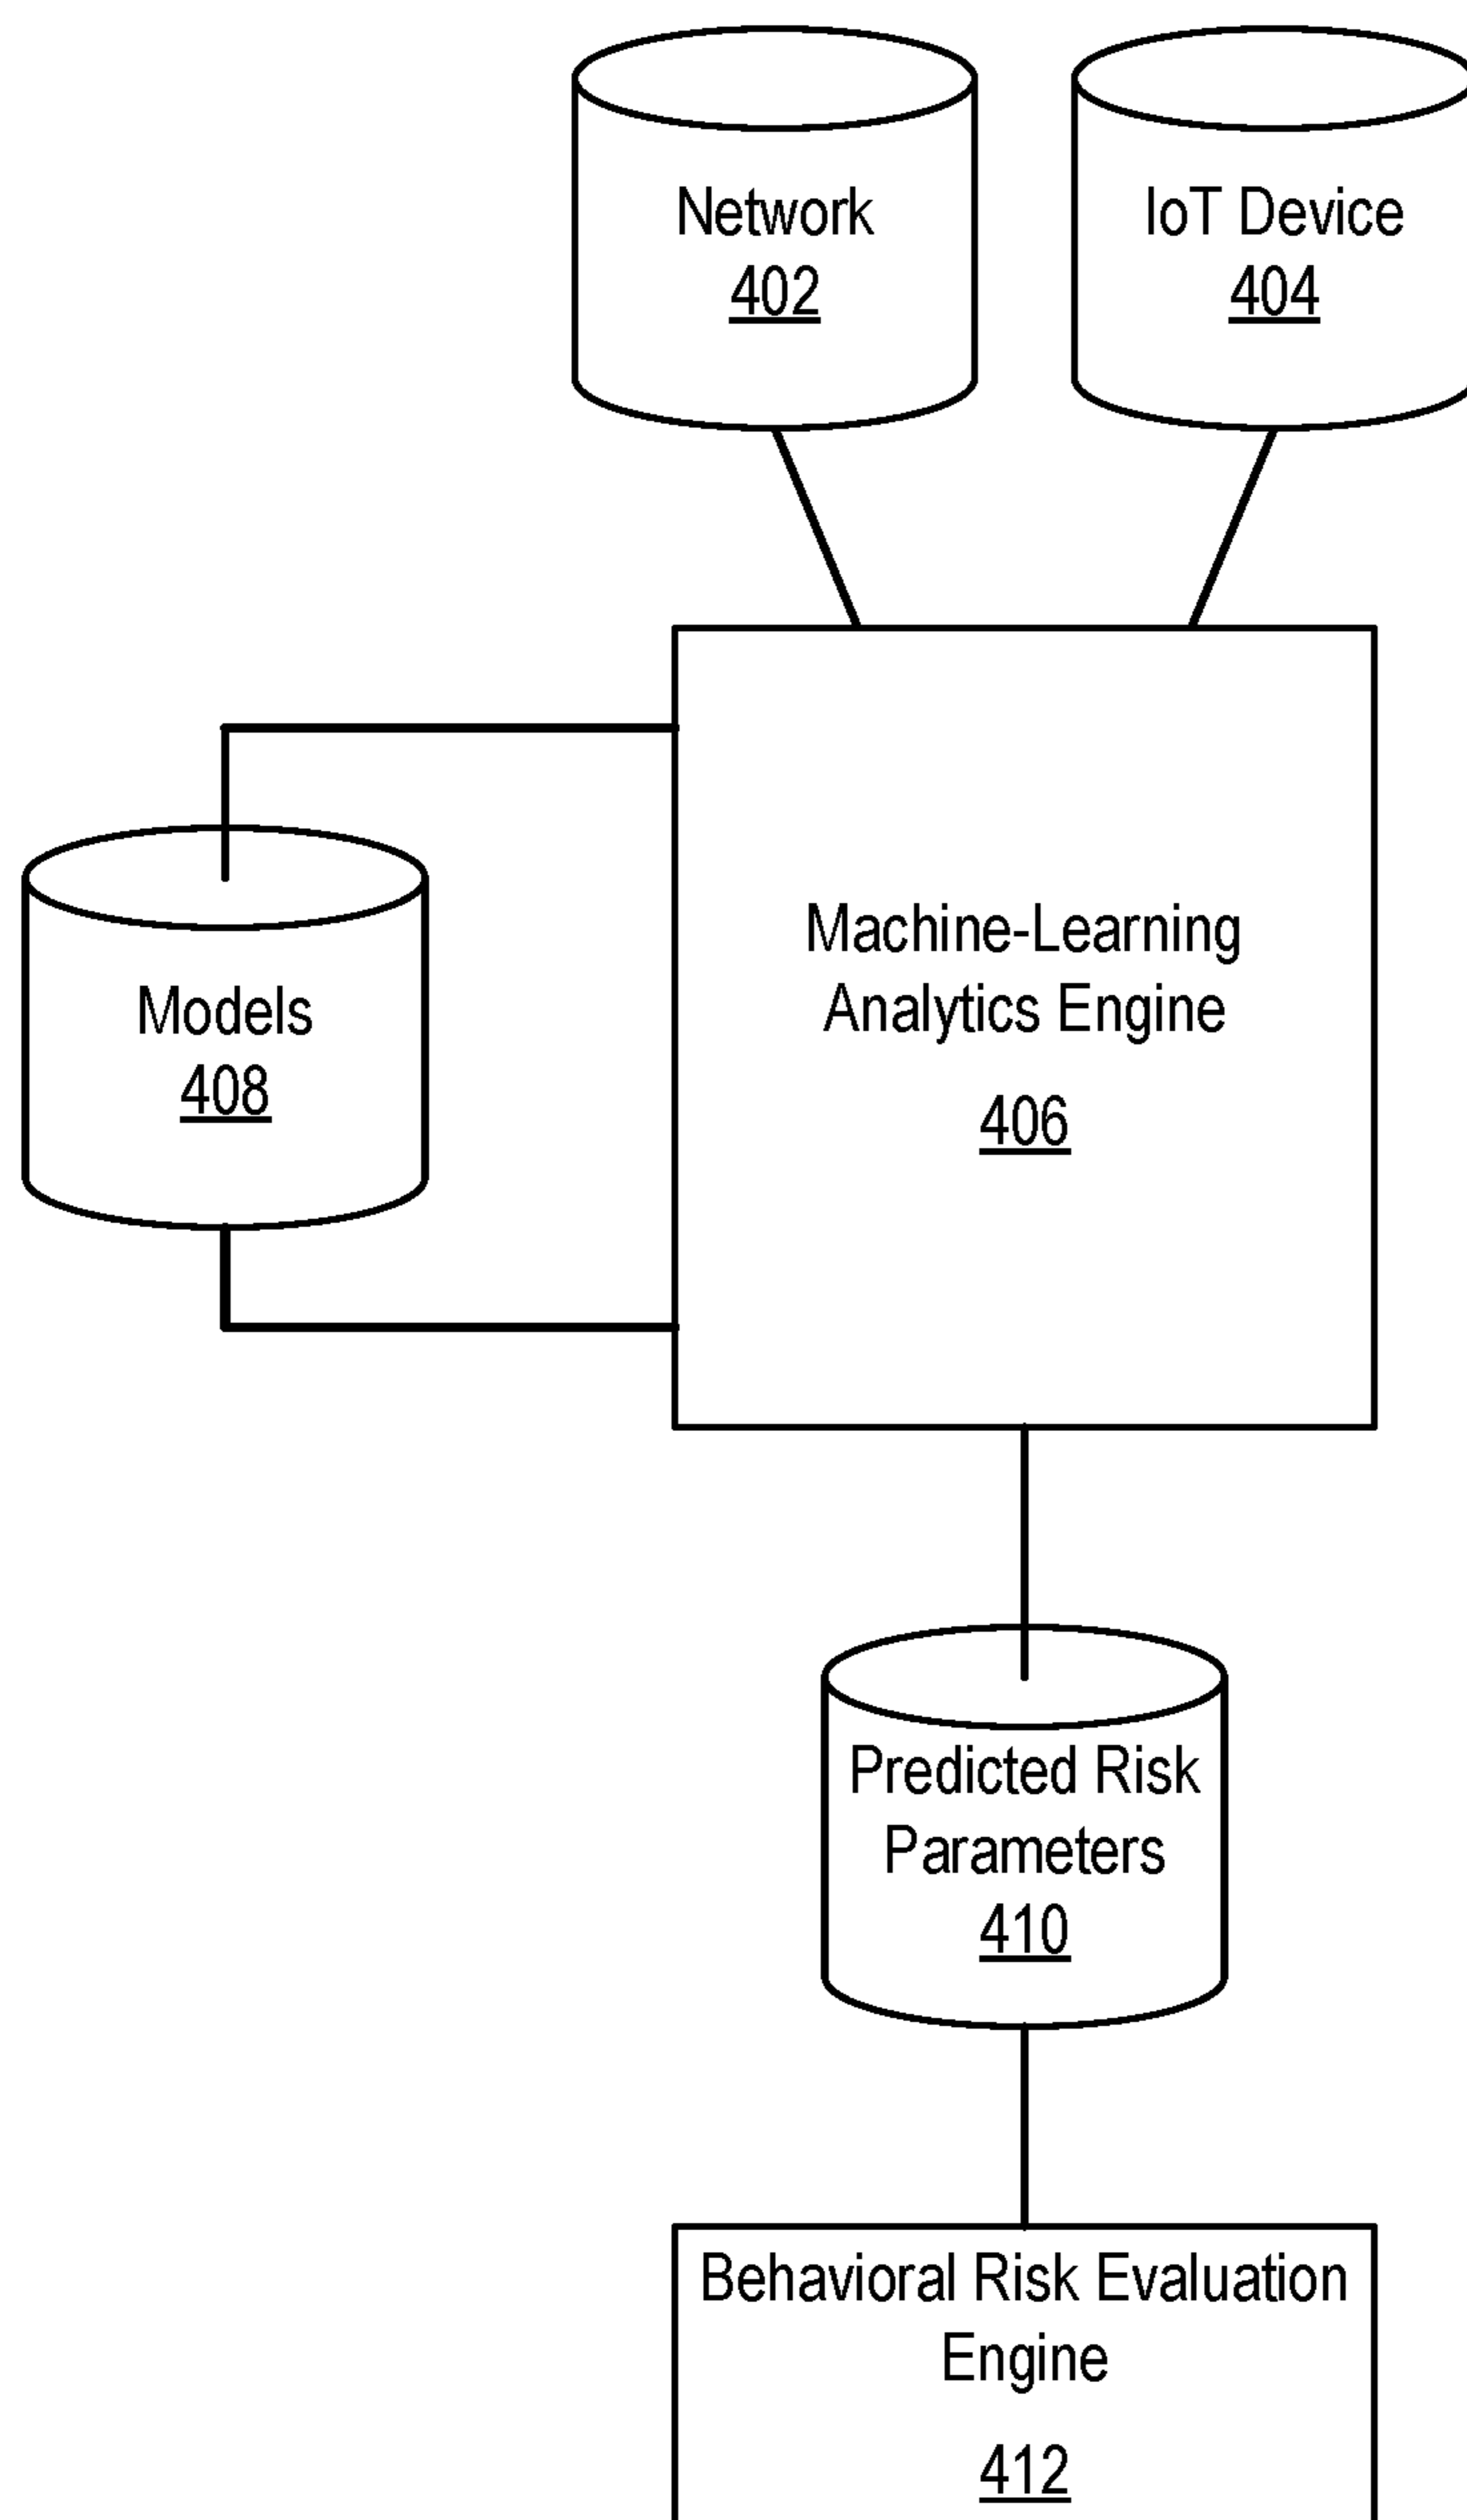 Network
402
IoT Device
404
Models
408
Machine-Learning
Analytics Engine
406
Predicted Risk
Parameters
410
Behavioral Risk Evaluation
Engine
412